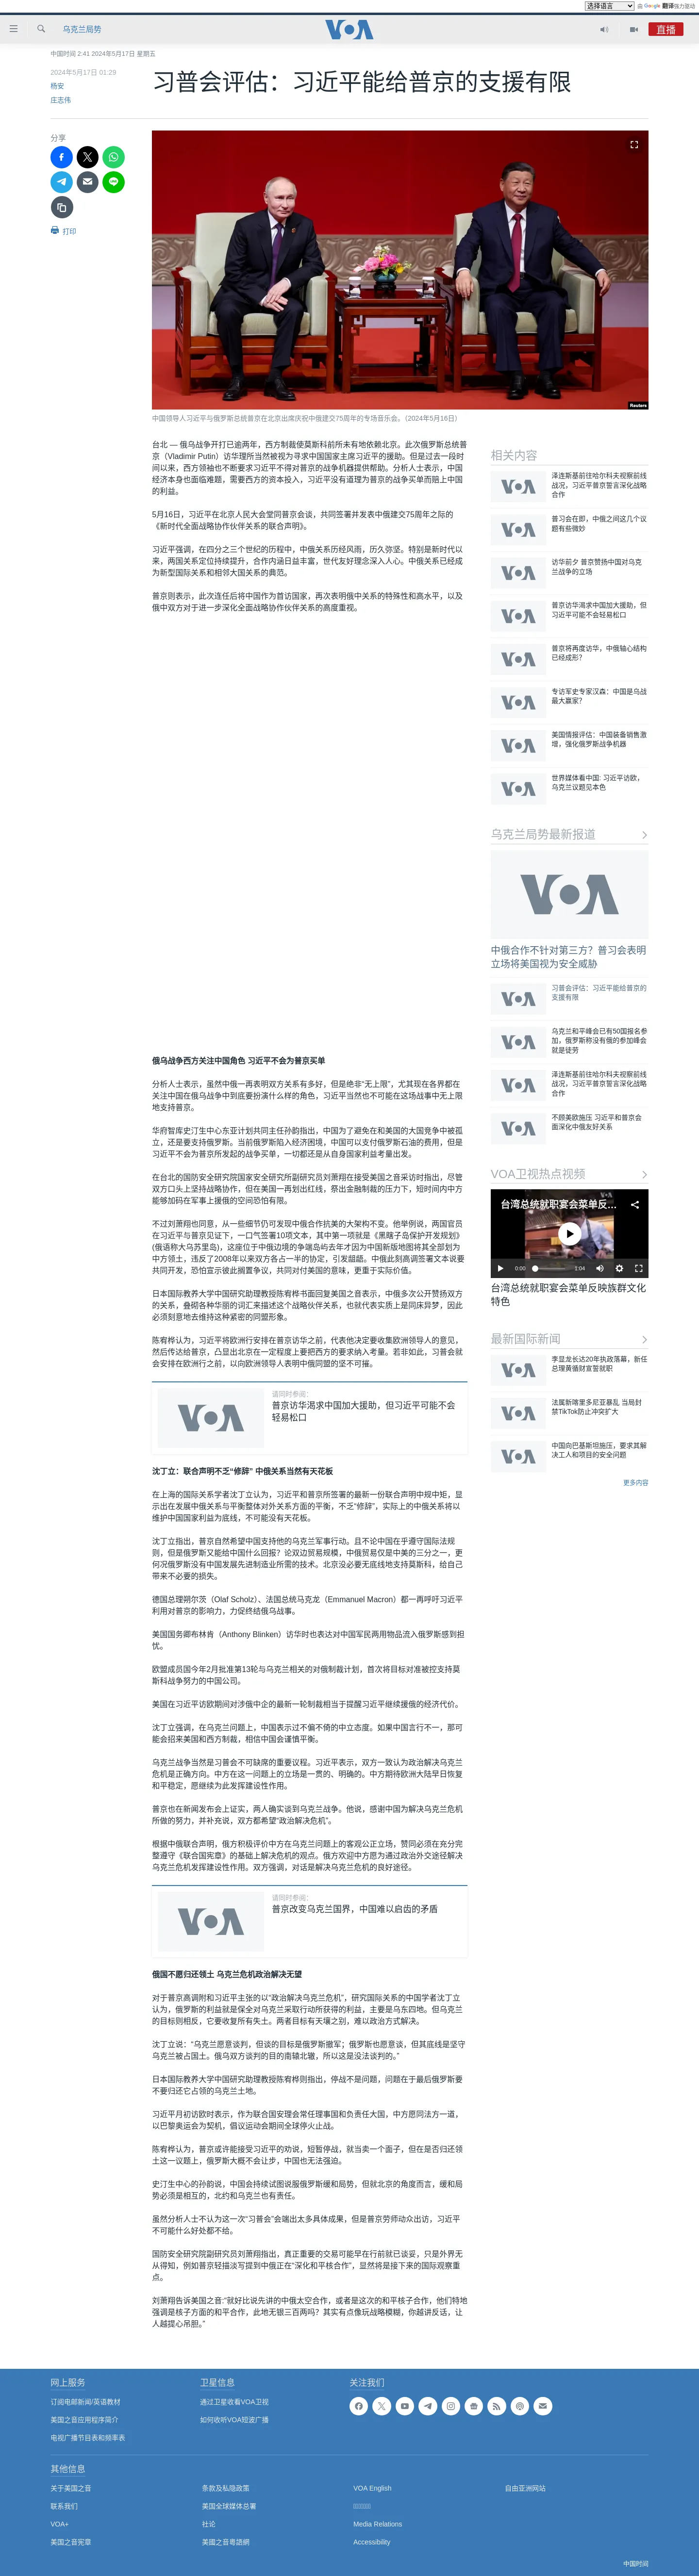 选择语言
由 Google 翻译强力驱动
乌克兰局势
VOA
直播
中国时间 2:41 2024年5月17日 星期五
2024年5月17日 01:29
杨安
庄志伟
习普会评估：习近平能给普京的支援有限
分享
打印
Reuters
中国领导人习近平与俄罗斯总统普京在北京出席庆祝中俄建交75周年的专场音乐会。（2024年5月16日）
台北 — 俄乌战争开打已逾两年，西方制裁使莫斯科前所未有地依赖北京。此次俄罗斯总统普
京（Vladimir Putin）访华理所当然被视为寻求中国国家主席习近平的援助。但是过去一段时
间以来，西方领袖也不断要求习近平不得对普京的战争机器提供帮助。分析人士表示，中国
经济本身也面临难题，需要西方的资本投入，习近平没有道理为普京的战争买单而赔上中国
的利益。
5月16日，习近平在北京人民大会堂同普京会谈，共同签署并发表中俄建交75周年之际的
《新时代全面战略协作伙伴关系的联合声明》。
习近平强调，在四分之三个世纪的历程中，中俄关系历经风雨，历久弥坚。特别是新时代以
来，两国关系定位持续提升，合作内涵日益丰富，世代友好理念深入人心。中俄关系已经成
为新型国际关系和相邻大国关系的典范。
普京则表示，此次连任后将中国作为首访国家，再次表明俄中关系的特殊性和高水平，以及
俄中双方对于进一步深化全面战略协作伙伴关系的高度重视。
俄乌战争西方关注中国角色 习近平不会为普京买单
分析人士表示，虽然中俄一再表明双方关系有多好，但是绝非“无上限”，尤其现在各界都在
关注中国在俄乌战争中到底要扮演什么样的角色，习近平当然也不可能在这场战事中无上限
地支持普京。
华府智库史汀生中心东亚计划共同主任孙韵指出，中国为了避免在和美国的大国竞争中被孤
立，还是要支持俄罗斯。当前俄罗斯陷入经济困境，中国可以支付俄罗斯石油的费用，但是
习近平不会为普京所发起的战争买单，一切都还是从自身国家利益考量出发。
在台北的国防安全研究院国家安全研究所副研究员刘萧翔在接受美国之音采访时指出，尽管
双方口头上坚持战略协作，但在美国一再划出红线，祭出金融制裁的压力下，短时间内中方
能够加码在军事上援俄的空间恐怕有限。
不过刘萧翔也同意，从一些细节仍可发现中俄合作抗美的大架构不变。他举例说，两国官员
在习近平与普京见证下，一口气签署10项文本，其中第一项就是《黑瞎子岛保护开发规划》
(俄语称大乌苏里岛)，这座位于中俄边境的争端岛屿去年才因为中国新版地图将其全部划为
中国领土，违反了2008年以来双方各占一半的分界，引发龃龉。中俄此刻高调签署文本说要
共同开发，恐怕宣示彼此搁置争议，共同对付美国的意味，更重于实际价值。
日本国际教养大学中国研究助理教授陈宥桦书面回复美国之音表示，中俄多次公开赞扬双方
的关系，叠砌各种华丽的词汇来描述这个战略伙伴关系，也就代表实质上是同床异梦，因此
必须刻意地去维持这种紧密的同盟形象。
陈宥桦认为，习近平将欧洲行安排在普京访华之前，代表他决定要收集欧洲领导人的意见，
然后传达给普京，凸显出北京在一定程度上要把西方的要求纳入考量。若非如此，习普会就
会安排在欧洲行之前，以向欧洲领导人表明中俄同盟的坚不可摧。
请同时参阅：
普京访华渴求中国加大援助，但习近平可能不会
轻易松口
沈丁立：联合声明不乏“修辞” 中俄关系当然有天花板
在上海的国际关系学者沈丁立认为，习近平和普京所签署的最新一份联合声明中规中矩，显
示出在发展中俄关系与平衡整体对外关系方面的平衡，不乏“修辞”，实际上的中俄关系将以
维护中国国家利益为底线，不可能没有天花板。
沈丁立指出，普京自然希望中国支持他的乌克兰军事行动。且不论中国在乎遵守国际法规
则，但是俄罗斯又能给中国什么回报？论双边贸易规模，中俄贸易仅是中美的三分之一，更
何况俄罗斯没有中国发展先进制造业所需的技术。北京没必要无底线地支持莫斯科，给自己
带来不必要的损失。
德国总理朔尔茨（Olaf Scholz）、法国总统马克龙（Emmanuel Macron）都一再呼吁习近平
利用对普京的影响力，力促终结俄乌战事。
美国国务卿布林肯（Anthony Blinken）访华时也表达对中国军民两用物品流入俄罗斯感到担
忧。
欧盟成员国今年2月批准第13轮与乌克兰相关的对俄制裁计划，首次将目标对准被控支持莫
斯科战争努力的中国公司。
美国在习近平访欧期间对涉俄中企的最新一轮制裁相当于提醒习近平继续援俄的经济代价。
沈丁立强调，在乌克兰问题上，中国表示过不偏不倚的中立态度。如果中国言行不一，那可
能会招来美国和西方制裁，相信中国会谨慎平衡。
乌克兰战争当然是习普会不可缺席的重要议程。习近平表示，双方一致认为政治解决乌克兰
危机是正确方向。中方在这一问题上的立场是一贯的、明确的。中方期待欧洲大陆早日恢复
和平稳定，愿继续为此发挥建设性作用。
普京也在新闻发布会上证实，两人确实谈到乌克兰战争。他说，感谢中国为解决乌克兰危机
所做的努力，并补充说，双方都希望“政治解决危机”。
根据中俄联合声明，俄方积极评价中方在乌克兰问题上的客观公正立场，赞同必须在充分完
整遵守《联合国宪章》的基础上解决危机的观点。俄方欢迎中方愿为通过政治外交途径解决
乌克兰危机发挥建设性作用。双方强调，对话是解决乌克兰危机的良好途径。
请同时参阅：
普京改变乌克兰国界，中国难以启齿的矛盾
俄国不愿归还领土 乌克兰危机政治解决无望
对于普京高调附和习近平主张的以“政治解决乌克兰危机”，研究国际关系的中国学者沈丁立
认为，俄罗斯的利益就是保全对乌克兰采取行动所获得的利益，主要是乌东四地。但乌克兰
的目标则相反，它要收复所有失土。两者目标有天壤之别，难以政治方式解决。
沈丁立说：“乌克兰愿意谈判，但谈的目标是俄罗斯撤军；俄罗斯也愿意谈，但其底线是坚守
乌克兰被占国土。俄乌双方谈判的目的南辕北辙，所以这是没法谈判的。”
日本国际教养大学中国研究助理教授陈宥桦则指出，停战不是问题，问题在于最后俄罗斯要
不要归还它占领的乌克兰土地。
习近平月初访欧时表示，作为联合国安理会常任理事国和负责任大国，中方愿同法方一道，
以巴黎奥运会为契机，倡议运动会期间全球停火止战。
陈宥桦认为，普京或许能接受习近平的劝说，短暂停战，就当卖一个面子，但在是否归还领
土这一议题上，俄罗斯大概不会让步，中国也无法强迫。
史汀生中心的孙韵说，中国会持续试图说服俄罗斯缓和局势，但就北京的角度而言，缓和局
势必须是相互的，北约和乌克兰也有责任。
虽然分析人士不认为这一次“习普会”会端出太多具体成果，但是普京劳师动众出访，习近平
不可能什么好处都不给。
国防安全研究院副研究员刘萧翔指出，真正重要的交易可能早在行前就已谈妥，只是外界无
从得知，例如普京轻描淡写提到中俄正在“深化和平核合作”，显然将是接下来的国际观察重
点。
刘萧翔告诉美国之音:“就好比说先讲的中俄太空合作，或者是这次的和平核子合作，他们特地
强调是核子方面的和平合作，此地无银三百两吗？其实有点像玩战略模糊，你越讲反话，让
人越提心吊胆。”
相关内容
泽连斯基前往哈尔科夫视察前线
战况，习近平普京誓言深化战略
合作
普习会在即，中俄之间这几个议
题有些微妙
访华前夕 普京赞扬中国对乌克
兰战争的立场
普京访华渴求中国加大援助，但
习近平可能不会轻易松口
普京将再度访华，中俄轴心结构
已经成形？
专访军史专家汉森：中国是乌战
最大赢家？
美国情报评估：中国装备销售激
增，强化俄罗斯战争机器
世界媒体看中国: 习近平访欧，
乌克兰议题见本色
乌克兰局势最新报道
中俄合作不针对第三方？普习会表明
立场将美国视为安全威胁
习普会评估：习近平能给普京的
支援有限
乌克兰和平峰会已有50国报名参
加，俄罗斯称没有俄的参加峰会
就是徒劳
泽连斯基前往哈尔科夫视察前线
战况，习近平普京誓言深化战略
合作
不顾美欧施压 习近平和普京会
面深化中俄友好关系
VOA卫视热点视频
台湾总统就职宴会菜单反…
0:00
1:04
台湾总统就职宴会菜单反映族群文化
特色
最新国际新闻
李显龙长达20年执政落幕，新任
总理黄循财宣誓就职
法属新喀里多尼亚暴乱 当局封
禁TikTok防止冲突扩大
中国向巴基斯坦施压，要求其解
决工人和项目的安全问题
更多内容
网上服务
订阅电邮新闻/英语教材
美国之音应用程序简介
电视广播节目表和频率表
卫星信息
通过卫星收看VOA卫视
如何收听VOA短波广播
关注我们
其他信息
关于美国之音
联系我们
VOA+
美国之音宪章
条款及私隐政策
美国全球媒体总署
社论
美國之音粵語網
VOA English
Media Relations
Accessibility
自由亚洲网站
中国时间